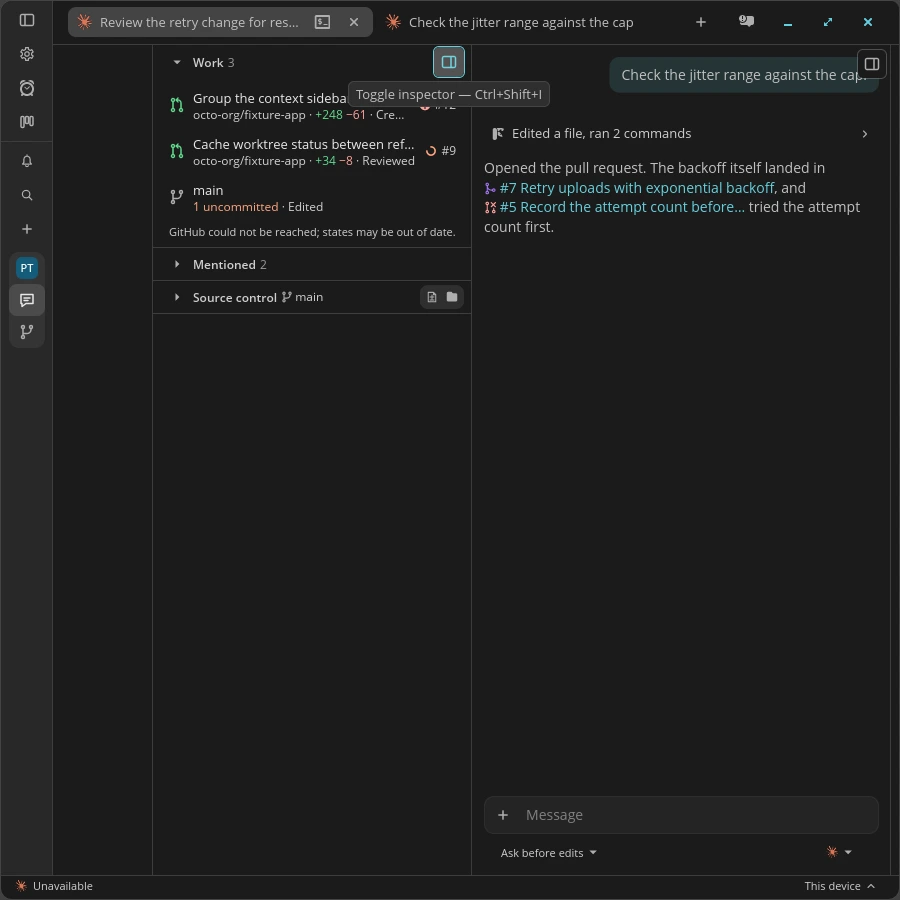 Review the retry change for res...
Check the jitter range against the cap
Work 3
Toggle inspector — Ctrl+Shift+I
Group the context sideba
octo-org/fixture-app · +248 −61 · Cre...
Cache worktree status between ref...
octo-org/fixture-app · +34 −8 · Reviewed
#9
main
1 uncommitted · Edited
GitHub could not be reached; states may be out of date.
Mentioned 2
Source control main
Check the jitter range against the cap.
Edited a file, ran 2 commands
Opened the pull request. The backoff itself landed in
#7 Retry uploads with exponential backoff, and
#5 Record the attempt count before... tried the attempt
count first.
PT
Message
Ask before edits
Unavailable
This device